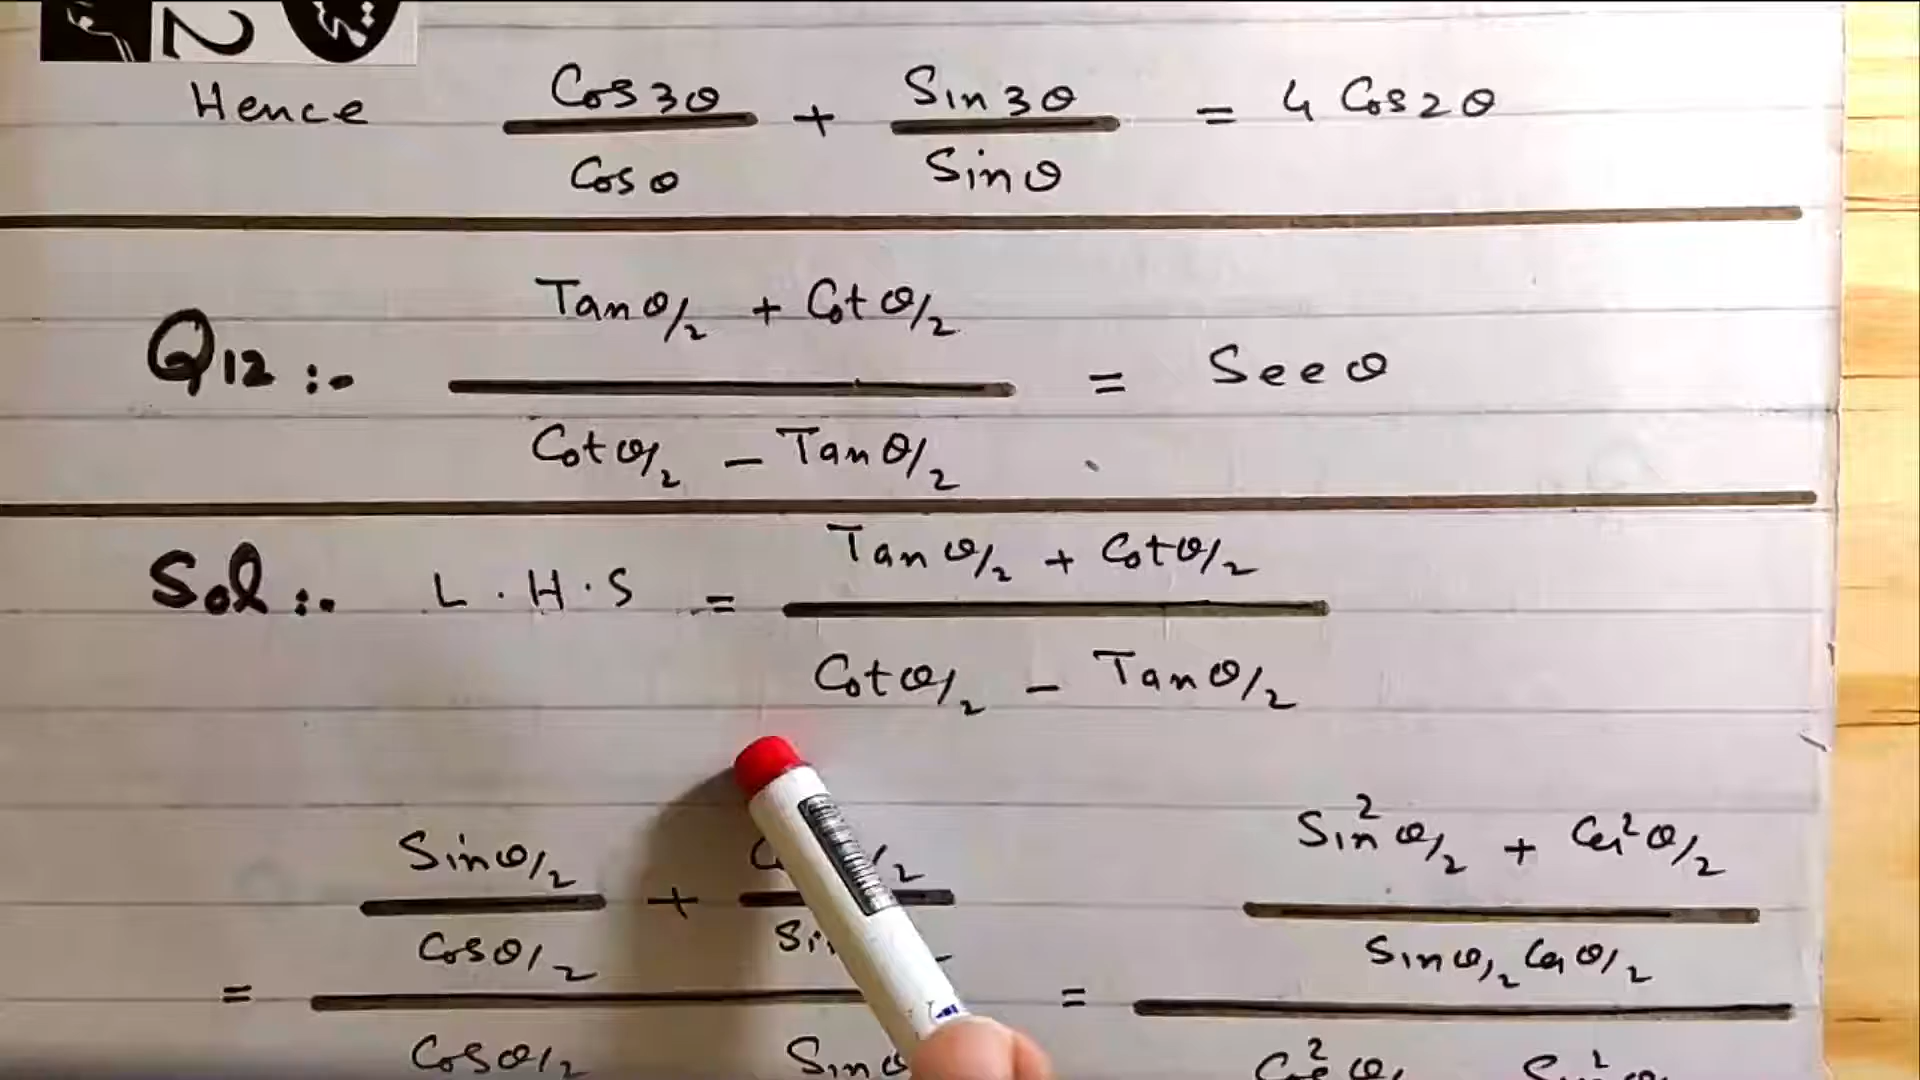 Hence Cos3θ/Cosθ + Sin3θ/Sinθ = 4 Cos2θ
Q12 :- (Tanθ/2 + Cotθ/2) / (Cotθ/2 - Tanθ/2) = Secθ
Sol :- L.H.S = (Tanθ/2 + Cotθ/2) / (Cotθ/2 - Tanθ/2)
Sinθ/2 + Sin²θ/2 + Cos²θ/2
Cosθ/2 Sinθ/2 Cosθ/2
= =
Cosθ/2 Cos²θ Sin²